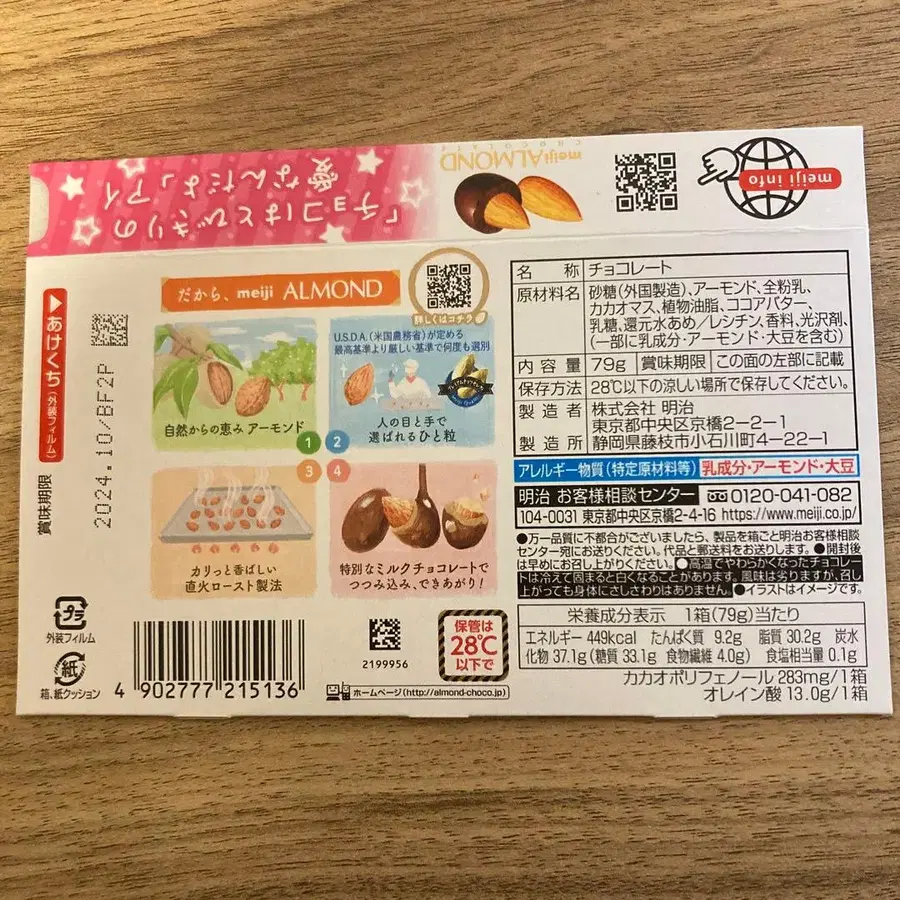 「チョコはとびきりの
愛なんだよ」アイ
meiji ALMOND
CHOCOLATE
meiji info
だから、meiji ALMOND
詳しくはコチラ
自然からの恵み アーモンド
1
U.S.D.A.(米国農務省)が定める
最高基準より厳しい基準で何度も選別
人の目と手で
選ばれるひと粒
2
3
カリっと香ばしい
直火ロースト製法
4
特別なミルクチョコレートで
つつみ込み、できあがり!
あけくち(外装フィルム)
賞味期限
2024.10/BF2P
プラ
外装フィルム
紙
箱、紙クッション
4 902777 215136
2199956
ホームページ(http://almond-choco.jp)
保管は
28℃
以下で
名称 チョコレート
原材料名 砂糖(外国製造)、アーモンド、全粉乳、
カカオマス、植物油脂、ココアバター、
乳糖、還元水あめ/レシチン、香料、光沢剤、
(一部に乳成分・アーモンド・大豆を含む)
内容量 79g 賞味期限 この面の左部に記載
保存方法 28℃以下の涼しい場所で保存してください。
製造者 株式会社 明治
東京都中央区京橋2-2-1
製造所 静岡県藤枝市小石川町4-22-1
アレルギー物質(特定原材料等) 乳成分・アーモンド・大豆
明治 お客様相談センター 0120-041-082
104-0031 東京都中央区京橋2-4-16 https://www.meiji.co.jp/
●万一品質に不都合がございましたら、製品を箱ごと明治お客様相談
センター宛にお送りください。代品と郵送料をお送りします。●開封後
は早めにお召し上がりください。●高温でやわらかくなったチョコレー
トは冷えて固まると白くなることがあります。風味は劣りますが、召し
上がっても身体にさしさわりはありません。●イラストはイメージです。
栄養成分表示 1箱(79g)当たり
エネルギー 449kcal たんぱく質 9.2g 脂質 30.2g 炭水
化物 37.1g(糖質 33.1g 食物繊維 4.0g) 食塩相当量 0.1g
カカオポリフェノール 283mg/1箱
オレイン酸 13.0g/1箱